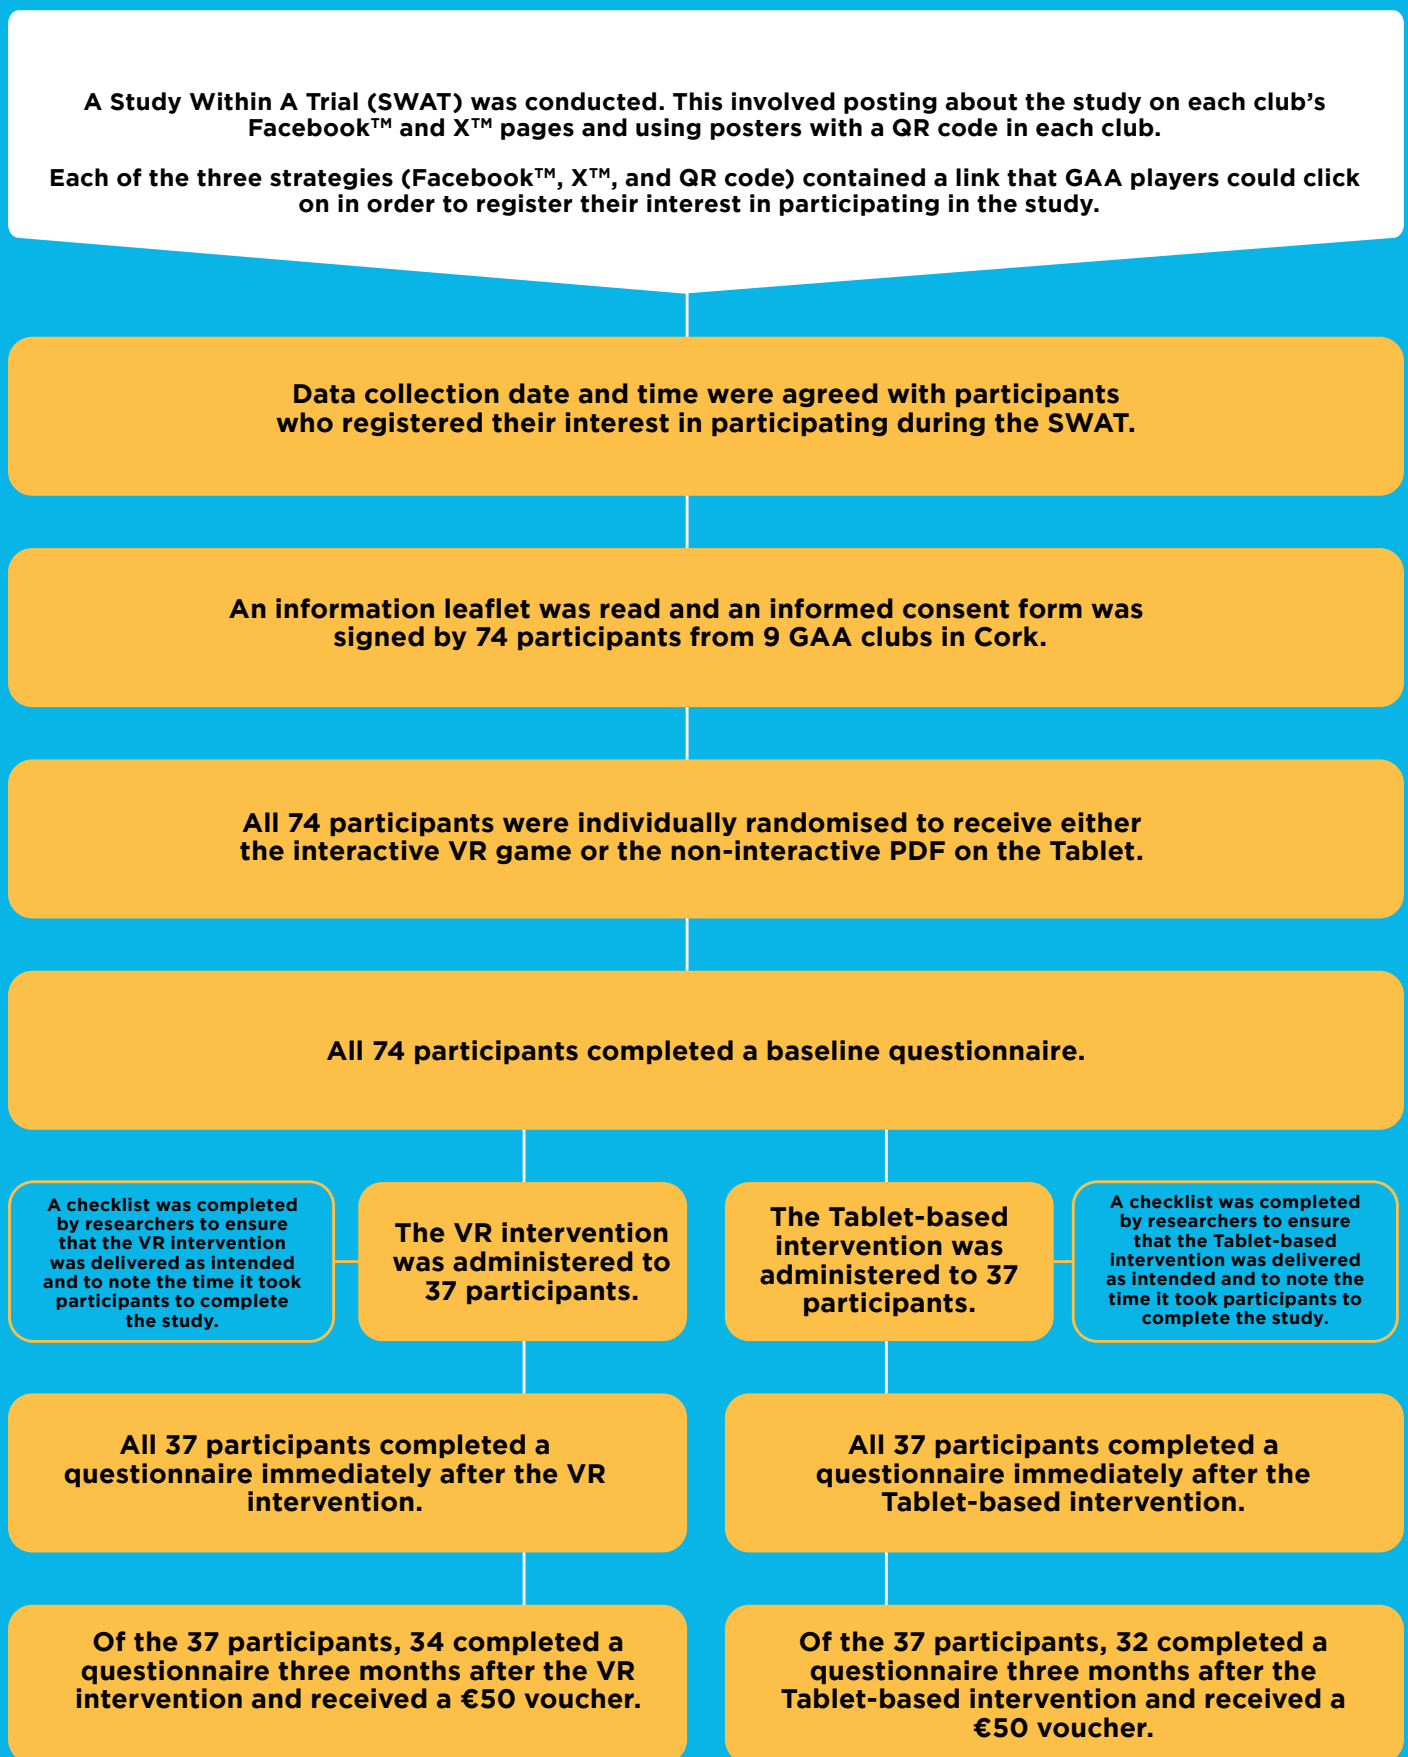 A Study Within A Trial (SWAT) was conducted. This involved posting about the study on each club’s
Facebook™ and X™ pages and using posters with a QR code in each club.
Each of the three strategies (Facebook™, X™, and QR code) contained a link that GAA players could click
on in order to register their interest in participating in the study.
Data collection date and time were agreed with participants
who registered their interest in participating during the SWAT.
An information leaflet was read and an informed consent form was
signed by 74 participants from 9 GAA clubs in Cork.
All 74 participants were individually randomised to receive either
the interactive VR game or the non-interactive PDF on the Tablet.
All 74 participants completed a baseline questionnaire.
A checklist was completed
by researchers to ensure
that the VR intervention
was delivered as intended
and to note the time it took
participants to complete
the study.
The VR intervention
was administered to
37 participants.
The Tablet-based
intervention was
administered to 37
participants.
A checklist was completed
by researchers to ensure
that the Tablet-based
intervention was delivered
as intended and to note the
time it took participants to
complete the study.
All 37 participants completed a
questionnaire immediately after the VR
intervention.
All 37 participants completed a
questionnaire immediately after the
Tablet-based intervention.
Of the 37 participants, 34 completed a
questionnaire three months after the VR
intervention and received a €50 voucher.
Of the 37 participants, 32 completed a
questionnaire three months after the
Tablet-based intervention and received a
€50 voucher.